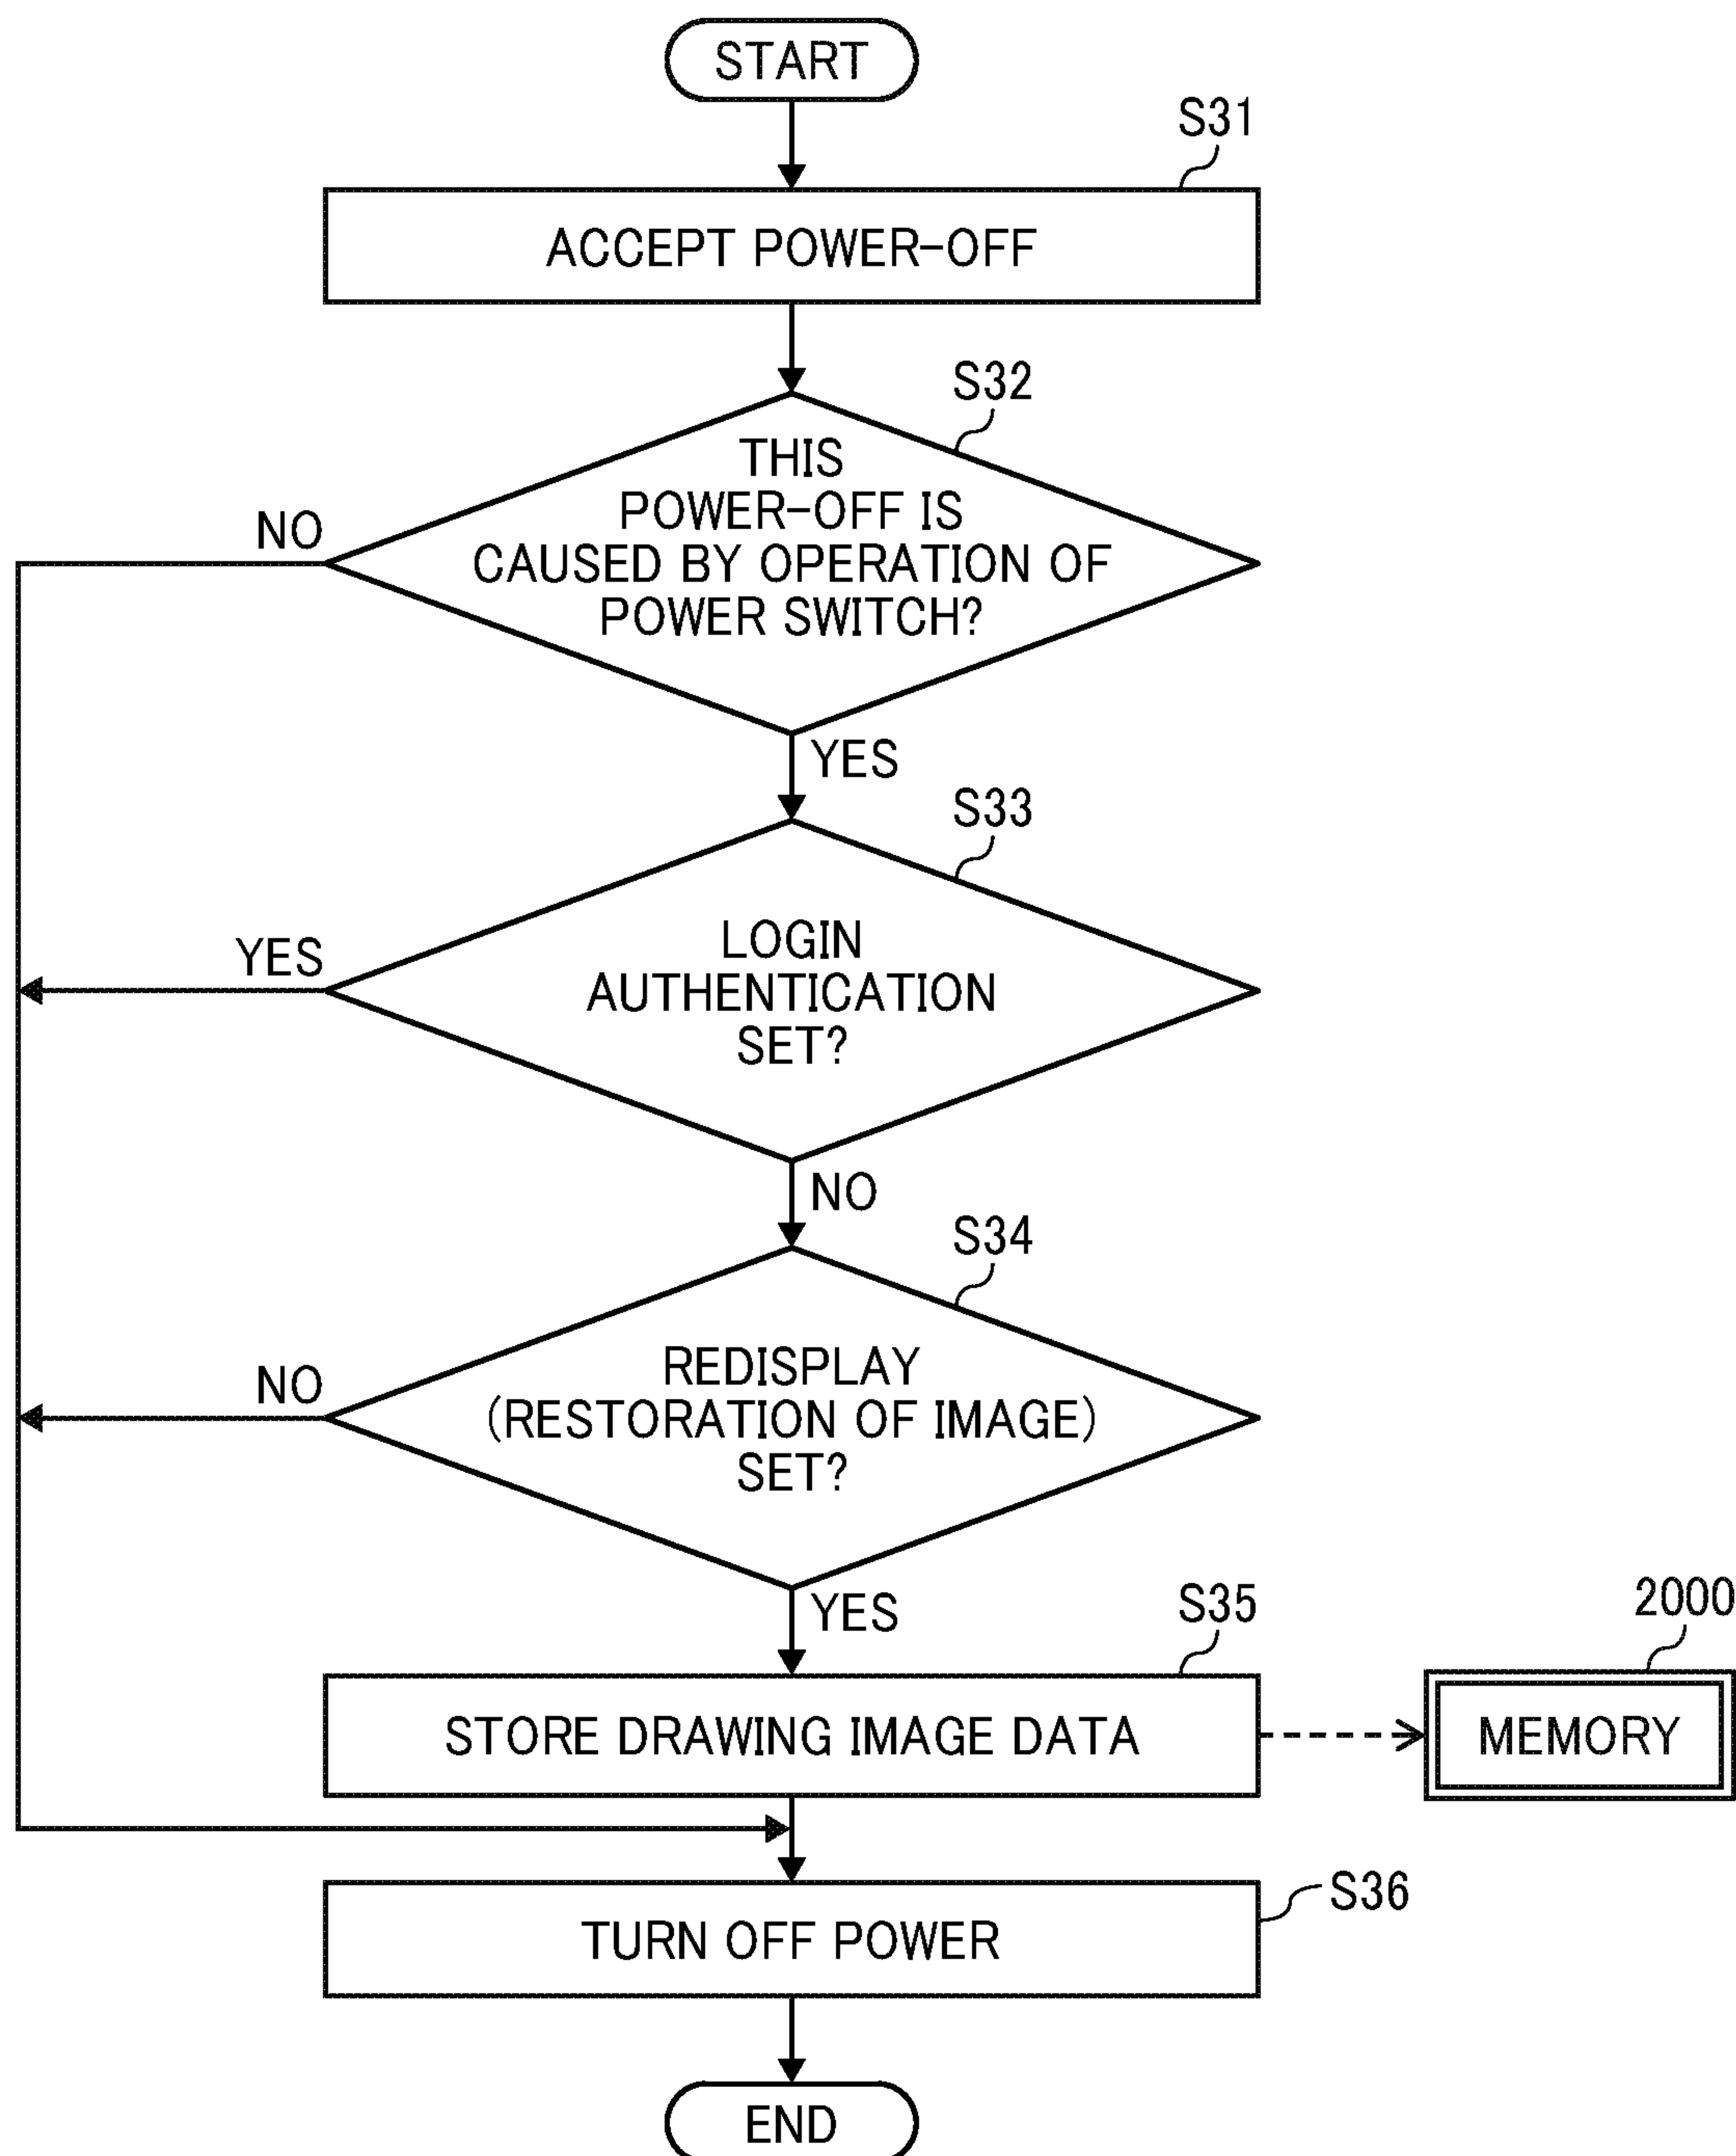 START
S31
ACCEPT POWER-OFF
S32
THIS
POWER-OFF IS
CAUSED BY OPERATION OF
POWER SWITCH?
NO
YES
S33
LOGIN
AUTHENTICATION
SET?
YES
NO
S34
REDISPLAY
(RESTORATION OF IMAGE)
SET?
NO
YES
S35
2000
STORE DRAWING IMAGE DATA
MEMORY
S36
TURN OFF POWER
END